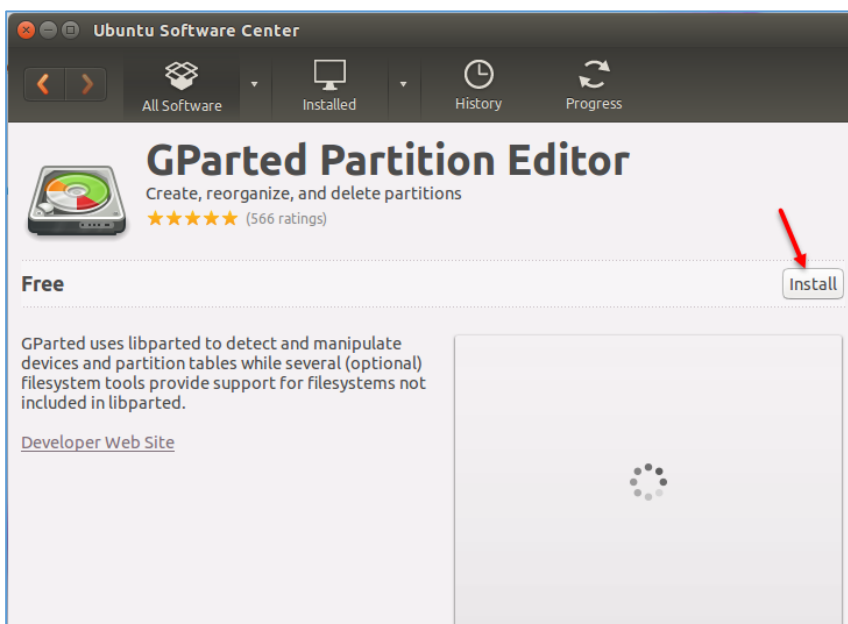 Ubuntu Software Center
All Software
Installed
History
Progress
GParted Partition Editor
Create, reorganize, and delete partitions
(566 ratings)
Free
Install
GParted uses libparted to detect and manipulate
devices and partition tables while several (optional)
filesystem tools provide support for filesystems not
included in libparted.
Developer Web Site